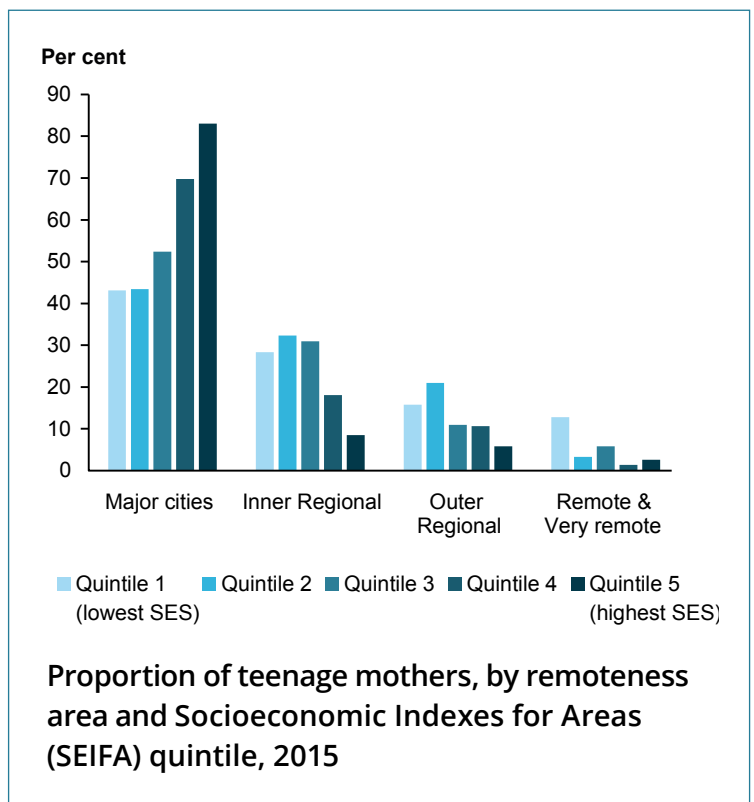 Per cent
90
80
70
60
50
40
30
20
10
0
Major cities
Inner Regional
Outer
Regional
Remote &
Very remote
Quintile 1
(lowest SES)
Quintile 2
Quintile 3
Quintile 4
Quintile 5
(highest SES)
Proportion of teenage mothers, by remoteness
area and Socioeconomic Indexes for Areas
(SEIFA) quintile, 2015